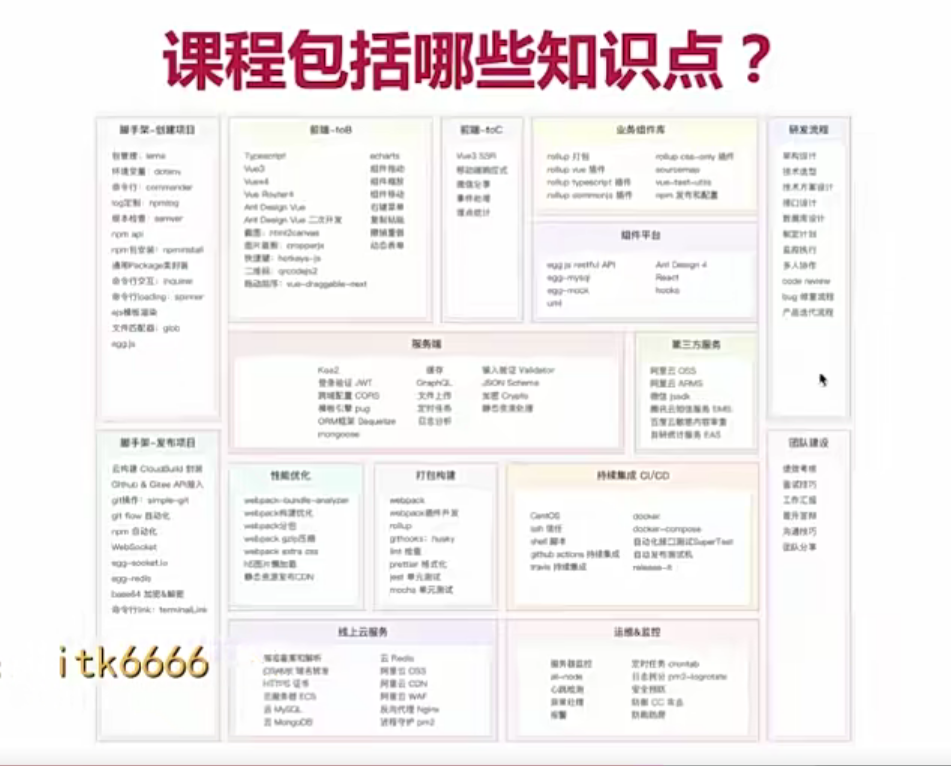 课程包括哪些知识点？
脚手架-创建项目
包管理：lerna
环境变量：dotenv
命令行：commander
log定制：npmlog
版本检查：semver
npm api
npm包安装：npminstall
通用Package类封装
命令行交互：inquirer
命令行loading：spinner
ejs模板渲染
文件匹配器：glob
egg.js
前端-toB
Typescript
Vue3
Vuex4
Vue Router4
Ant Design Vue
Ant Design Vue 二次开发
截图：html2canvas
图片裁剪：cropperjs
快捷键：hotkeys-js
二维码：qrcodejs2
拖动排序：vue-draggable-next
echarts
组件拖动
组件缩放
组件移动
右键菜单
复制粘贴
撤销重做
动态表单
前端-toC
Vue3 SSR
移动端响应式
微信分享
事件处理
埋点统计
业务组件库
rollup 打包
rollup vue 插件
rollup typescript 插件
rollup commonjs 插件
rollup css-only 插件
sourcemap
vue-test-utils
npm 发布和配置
组件平台
egg.js restful API
egg-mysql
egg-mock
uml
Ant Design 4
React
hooks
研发流程
架构设计
技术选型
技术方案设计
接口设计
数据库设计
制定计划
监控执行
多人协作
code review
bug 修复流程
产品迭代流程
服务端
Koa2
登录验证 JWT
跨域配置 CORS
模板引擎 pug
ORM框架 Sequelize
mongoose
缓存
GraphQL
文件上传
定时任务
日志分析
输入验证 Validator
JSON Schema
加密 Crypto
静态资源处理
第三方服务
阿里云 OSS
阿里云 ARMS
微信 jssdk
腾讯云短信服务 SMS
百度云敏感内容审查
自研统计服务 EAS
脚手架-发布项目
云构建 CloudBuild 封装
Github & Gitee API接入
git操作：simple-git
git flow 自动化
npm 自动化
WebSocket
egg-socket.io
egg-redis
base64 加密&解密
命令行link：terminalLink
性能优化
webpack-bundle-analyzer
webpack构建优化
webpack分包
webpack gzip压缩
webpack extra css
h5图片懒加载
静态资源发布CDN
打包构建
webpack
webpack插件开发
rollup
githooks：husky
lint 检查
prettier 格式化
jest 单元测试
mocha 单元测试
持续集成 CI/CD
CentOS
ssh 信任
shell 脚本
github actions 持续集成
travis 持续集成
docker
docker-compose
自动化接口测试SuperTest
自动发布测试机
release-it
团队建设
绩效考核
面试技巧
工作汇报
晋升答辩
沟通技巧
团队分享
线上云服务
域名备案和解析
HTTPS 证书
云服务器 ECS
云 MySQL
云 MongoDB
云 Redis
阿里云 OSS
阿里云 CDN
阿里云 WAF
反向代理 Nginx
进程守护 pm2
运维&监控
服务器监控
ali-node
心跳检测
异常处理
报警
定时任务 crontab
日志拆分 pm2-logrotate
安全预防
防御 CC 攻击
itk6666